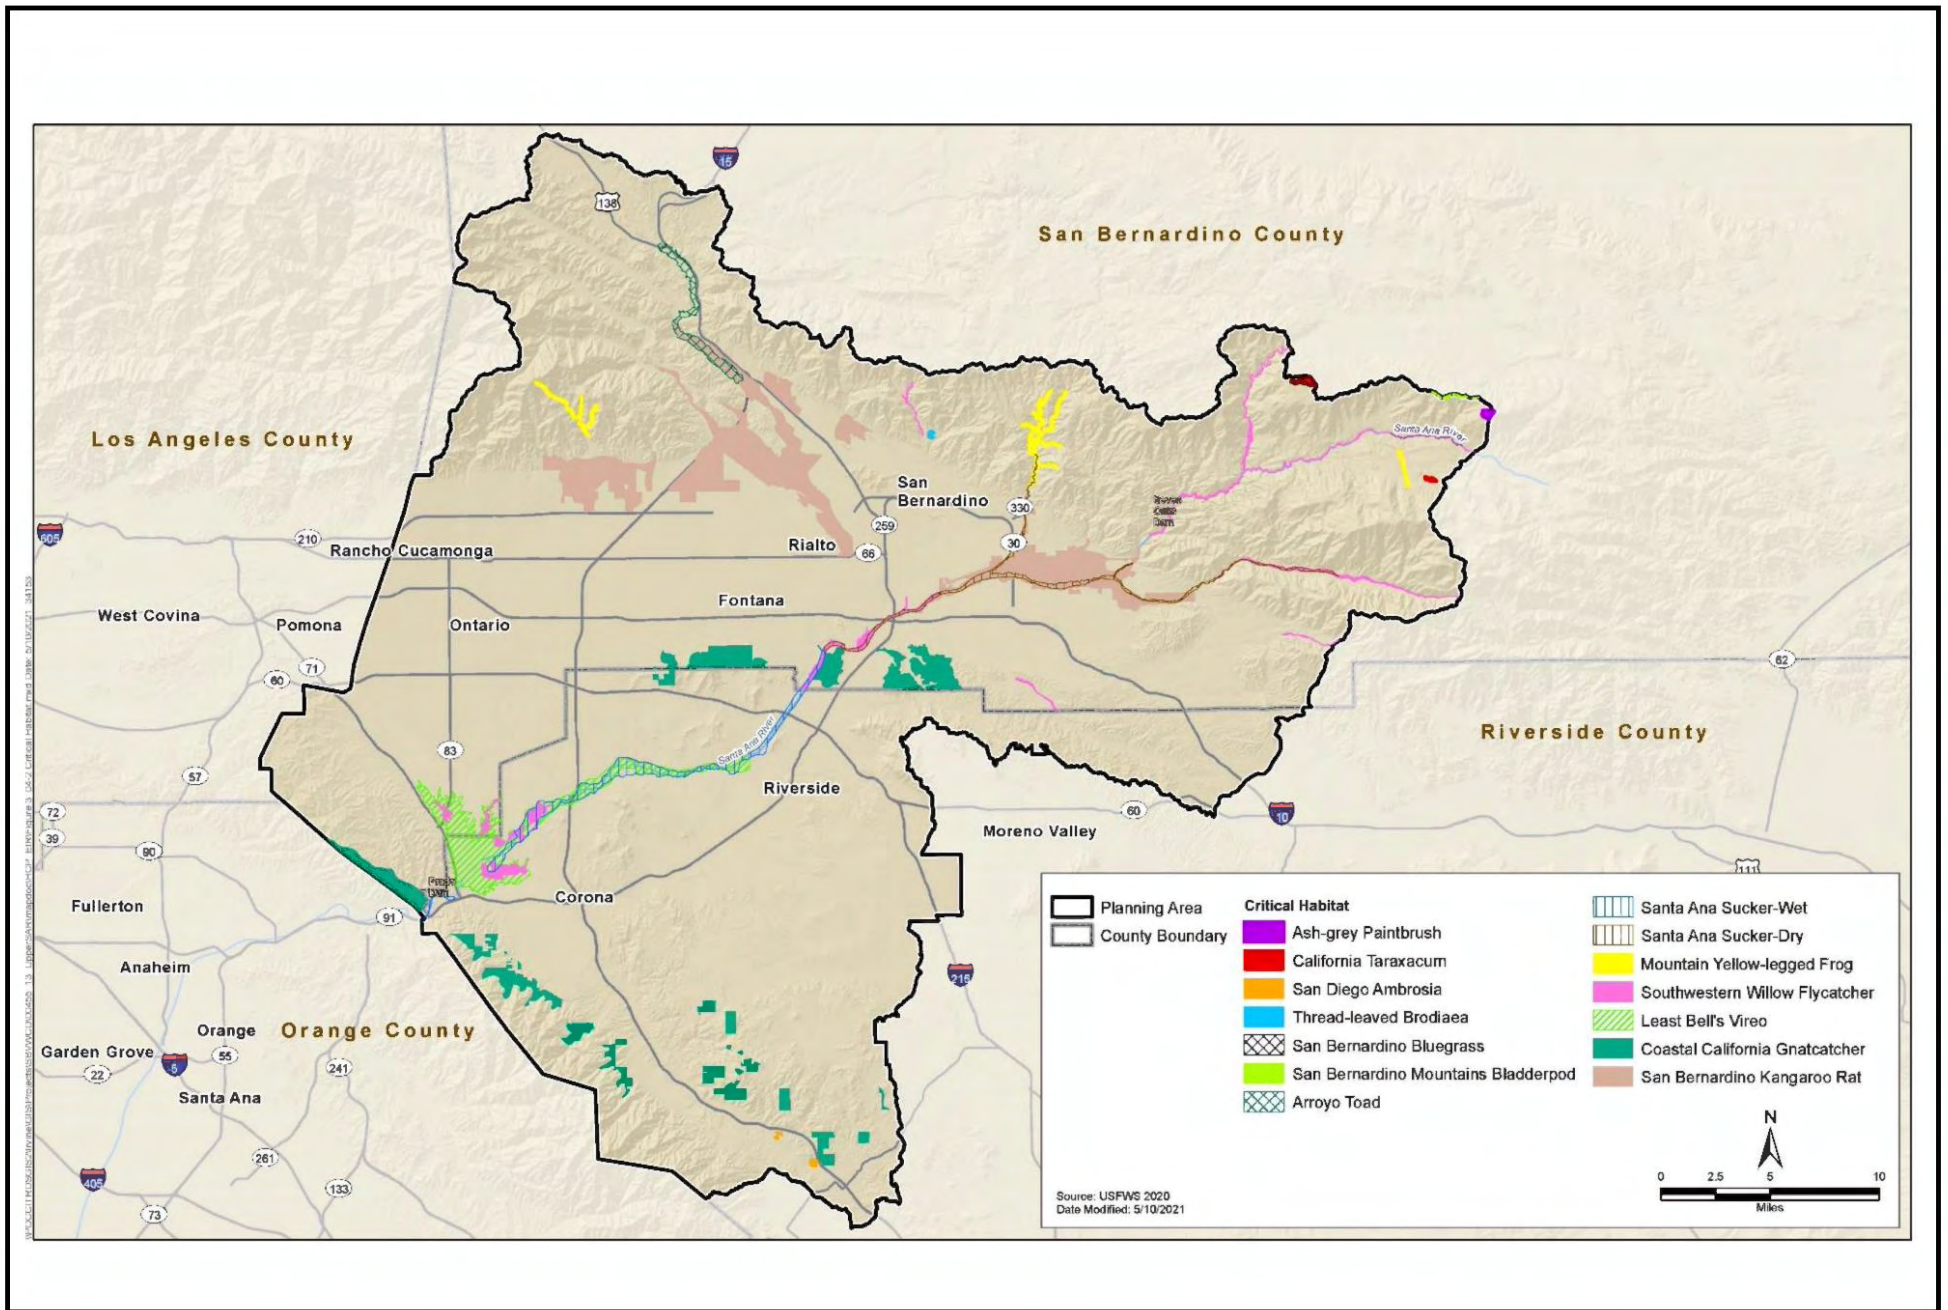 15
138
San Bernardino County
Los Angeles County
Santa Ana River
San
Bernardino
330
259
605
210
Rancho Cucamonga
Rialto
66
30
West Covina
Pomona
Ontario
Fontana
71
60
62
83
Santa Ana River
Riverside County
57
Riverside
72
39
90
Moreno Valley
60
10
111
Fullerton
91
Corona
Anaheim
215
Orange
Orange County
Garden Grove
55
22
5
241
Santa Ana
261
405
133
73
Planning Area
County Boundary
Critical Habitat
Ash-grey Paintbrush
California Taraxacum
San Diego Ambrosia
Thread-leaved Brodiaea
San Bernardino Bluegrass
San Bernardino Mountains Bladderpod
Arroyo Toad
Santa Ana Sucker-Wet
Santa Ana Sucker-Dry
Mountain Yellow-legged Frog
Southwestern Willow Flycatcher
Least Bell's Vireo
Coastal California Gnatcatcher
San Bernardino Kangaroo Rat
N
0 2.5 5 10
Miles
Source: USFWS 2020
Date Modified: 5/10/2021